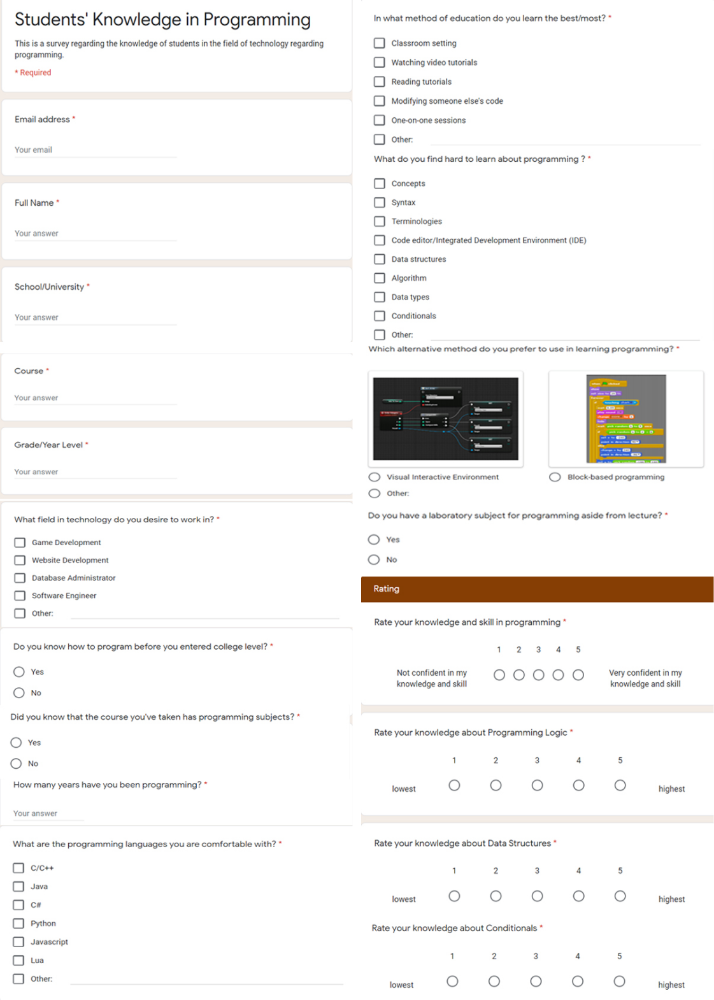 Students' Knowledge in Programming
This is a survey regarding the knowledge of students in the field of technology regarding
programming.
* Required
Email address *
Your email
Full Name *
Your answer
School/University *
Your answer
Course *
Your answer
Grade/Year Level *
Your answer
What field in technology do you desire to work in? *
Game Development
Website Development
Database Administrator
Software Engineer
Other:
Do you know how to program before you entered college level? *
Yes
No
Did you know that the course you've taken has programming subjects? *
Yes
No
How many years have you been programming? *
Your answer
What are the programming languages you are comfortable with? *
C/C++
Java
C#
Python
Javascript
Lua
Other:
In what method of education do you learn the best/most? *
Classroom setting
Watching video tutorials
Reading tutorials
Modifying someone else's code
One-on-one sessions
Other:
What do you find hard to learn about programming ? *
Concepts
Syntax
Terminologies
Code editor/Integrated Development Environment (IDE)
Data structures
Algorithm
Data types
Conditionals
Other:
Which alternative method do you prefer to use in learning programming? *
Visual Interactive Environment
Block-based programming
Other:
Do you have a laboratory subject for programming aside from lecture? *
Yes
No
Rating
Rate your knowledge and skill in programming *
1 2 3 4 5
Not confident in my knowledge and skill
Very confident in my knowledge and skill
Rate your knowledge about Programming Logic *
1 2 3 4 5
lowest highest
Rate your knowledge about Data Structures *
1 2 3 4 5
lowest highest
Rate your knowledge about Conditionals *
1 2 3 4 5
lowest highest